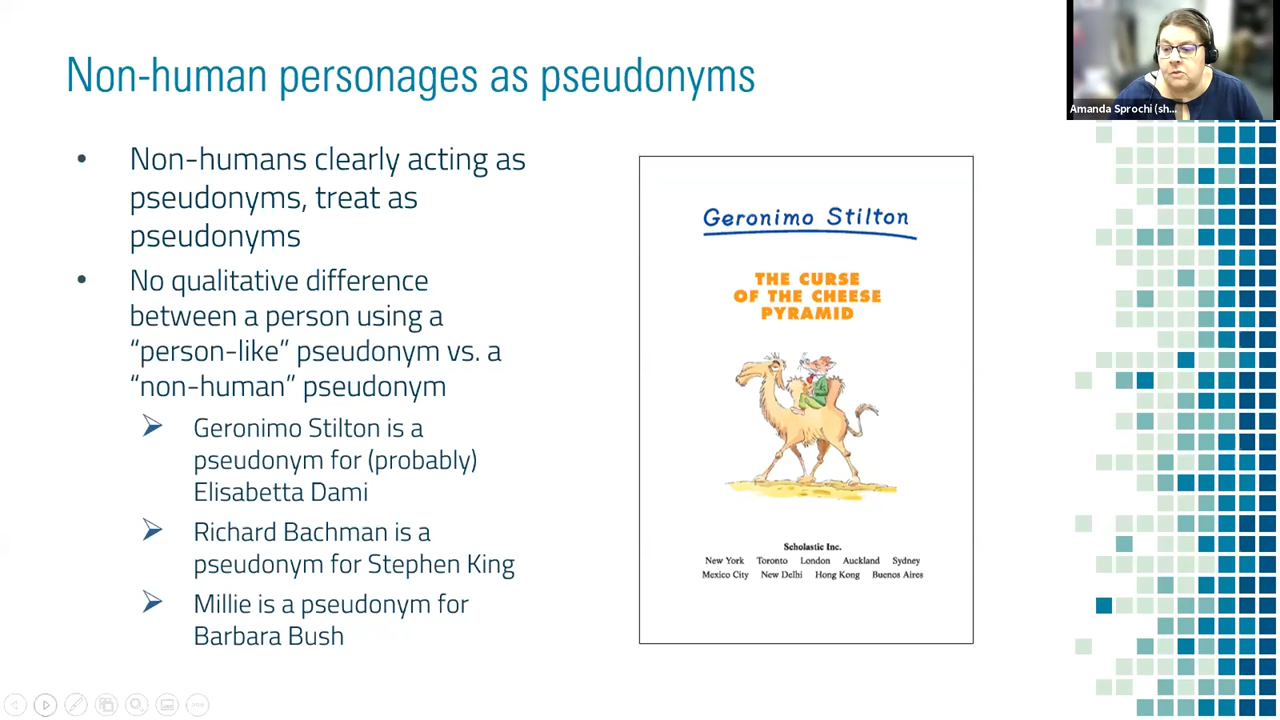 Non-human personages as pseudonyms
• Non-humans clearly acting as
pseudonyms, treat as
pseudonyms
• No qualitative difference
between a person using a
“person-like” pseudonym vs. a
“non-human” pseudonym
Geronimo Stilton is a
pseudonym for (probably)
Elisabetta Dami
Richard Bachman is a
pseudonym for Stephen King
Millie is a pseudonym for
Barbara Bush
Geronimo Stilton
THE CURSE
OF THE CHEESE
PYRAMID
Scholastic Inc.
New York Toronto London Auckland Sydney
Mexico City New Delhi Hong Kong Buenos Aires
Amanda Sprochi (sh...